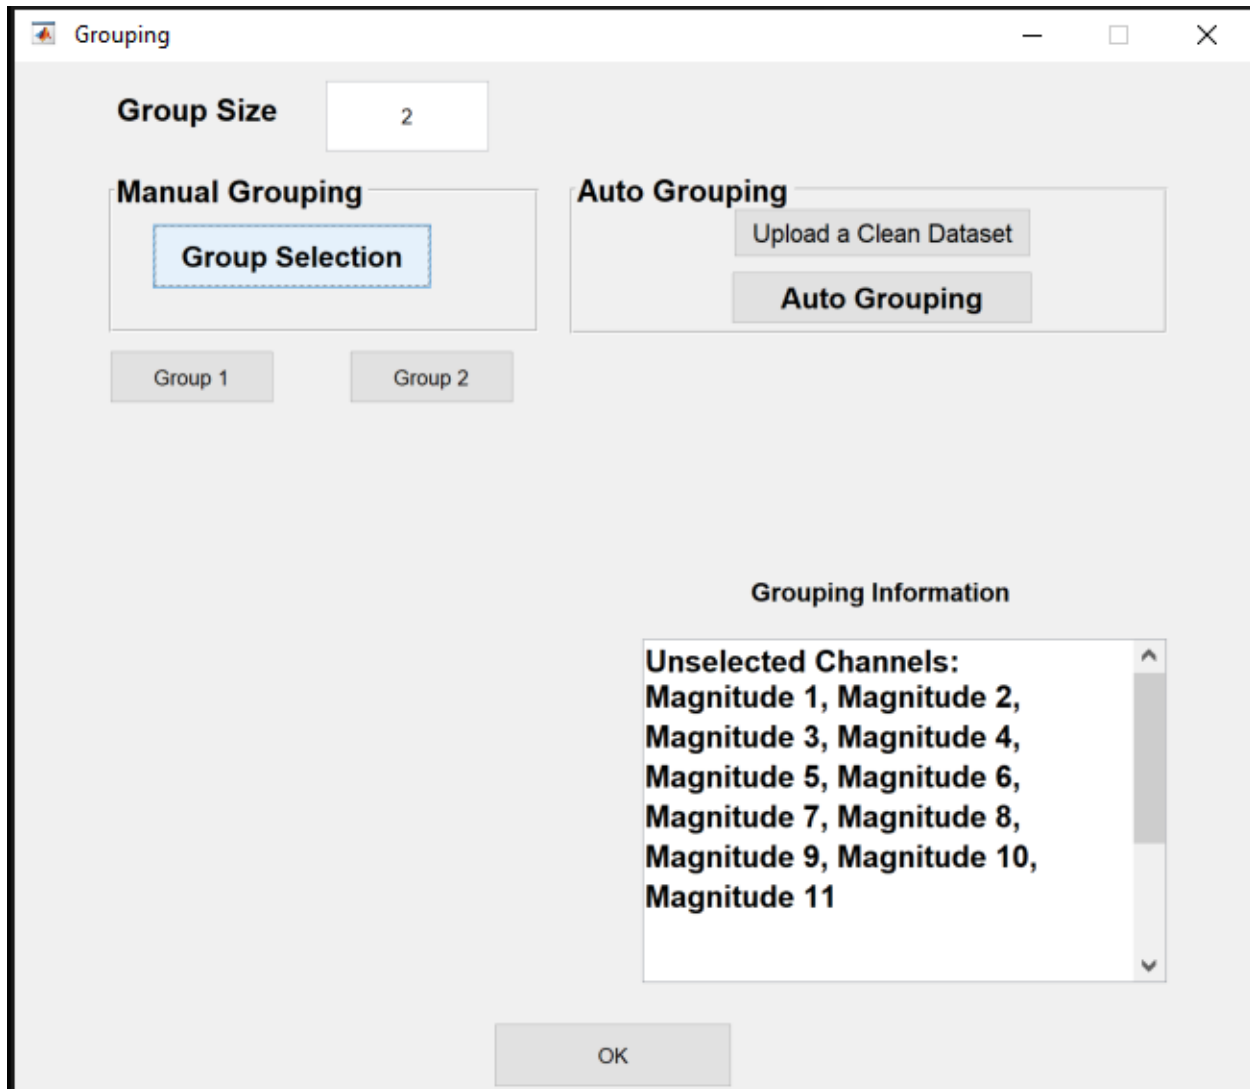 Grouping
Group Size
2
Manual Grouping
Group Selection
Auto Grouping
Upload a Clean Dataset
Auto Grouping
Group 1
Group 2
Grouping Information
Unselected Channels:
Magnitude 1, Magnitude 2,
Magnitude 3, Magnitude 4,
Magnitude 5, Magnitude 6,
Magnitude 7, Magnitude 8,
Magnitude 9, Magnitude 10,
Magnitude 11
OK